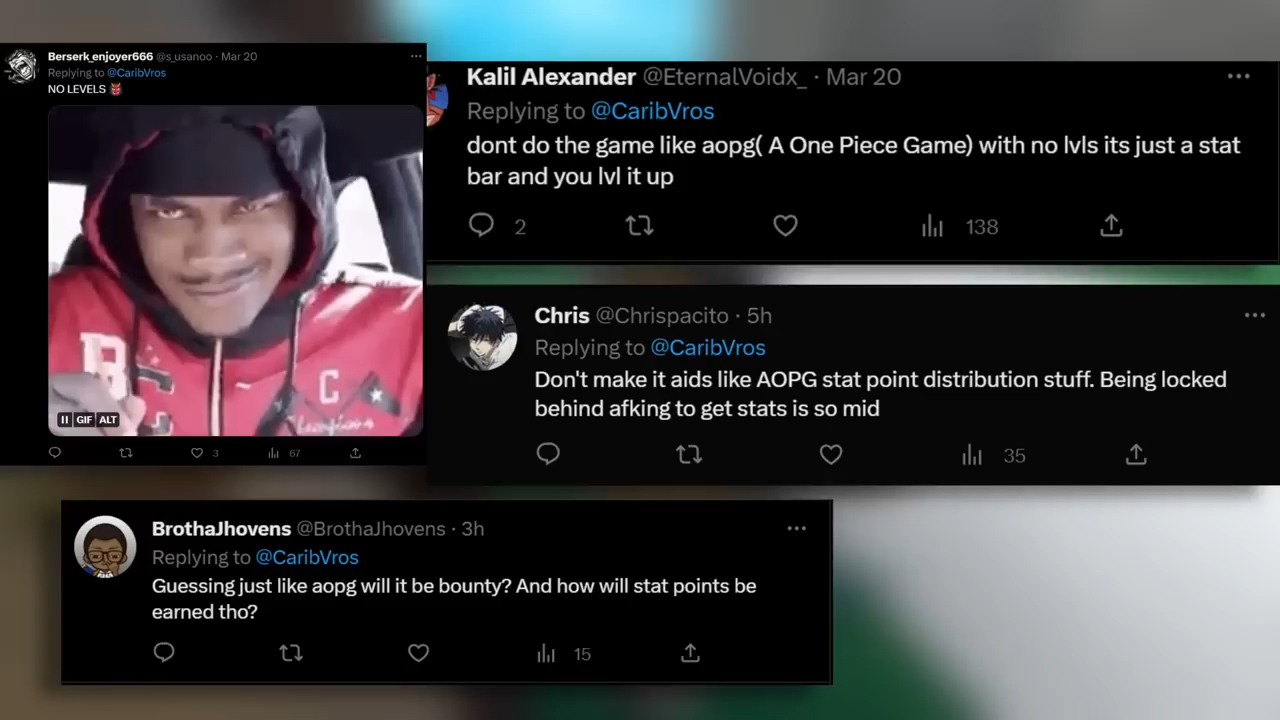 Berserk_enjoyer666 @s_usanoo · Mar 20
Replying to @CaribVros
NO LEVELS 👹
C
GIF ALT
3 67
Kalil Alexander @EternalVoidx_ · Mar 20
Replying to @CaribVros
dont do the game like aopg( A One Piece Game) with no lvls its just a stat
bar and you lvl it up
2 138
Chris @Chrispacito · 5h
Replying to @CaribVros
Don't make it aids like AOPG stat point distribution stuff. Being locked
behind afking to get stats is so mid
35
BrothaJhovens @BrothaJhovens · 3h
Replying to @CaribVros
Guessing just like aopg will it be bounty? And how will stat points be
earned tho?
15